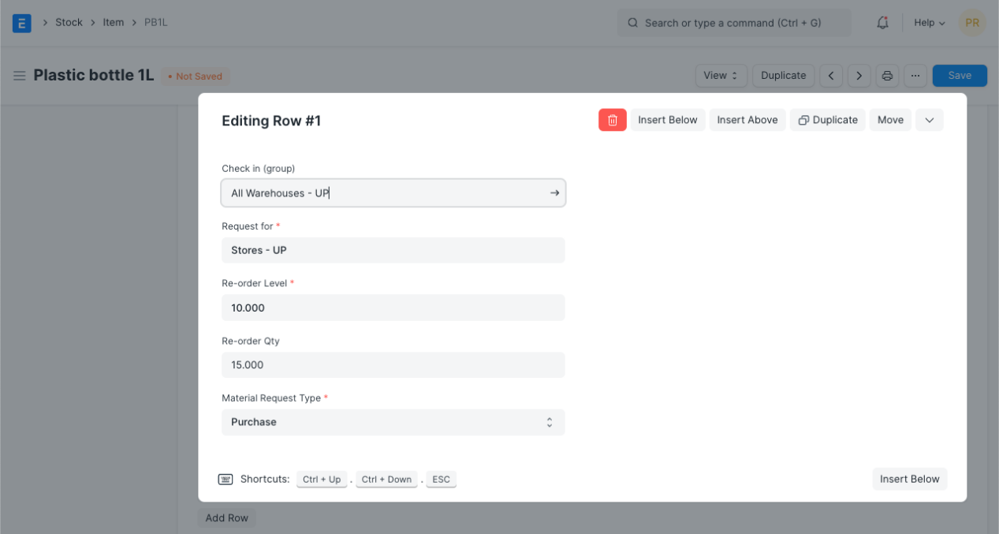 E > Stock > Item > PB1L Search or type a command (Ctrl + G) Help PR
Plastic bottle 1L • Not Saved View Duplicate ... Save
Editing Row #1 Insert Below Insert Above Duplicate Move
Check in (group)
All Warehouses - UP
Request for *
Stores - UP
Re-order Level *
10.000
Re-order Qty
15.000
Material Request Type *
Purchase
Shortcuts: Ctrl + Up . Ctrl + Down . ESC Insert Below
Add Row